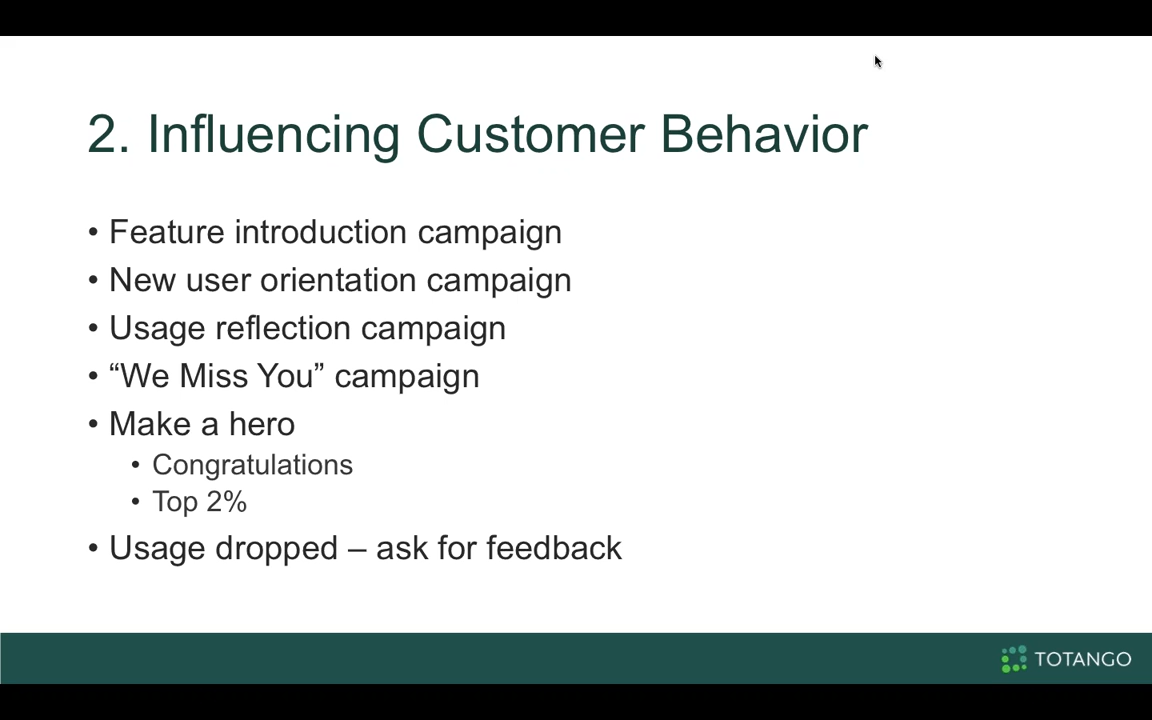 2. Influencing Customer Behavior
• Feature introduction campaign
• New user orientation campaign
• Usage reflection campaign
• “We Miss You” campaign
• Make a hero
• Congratulations
• Top 2%
• Usage dropped – ask for feedback
TOTANGO